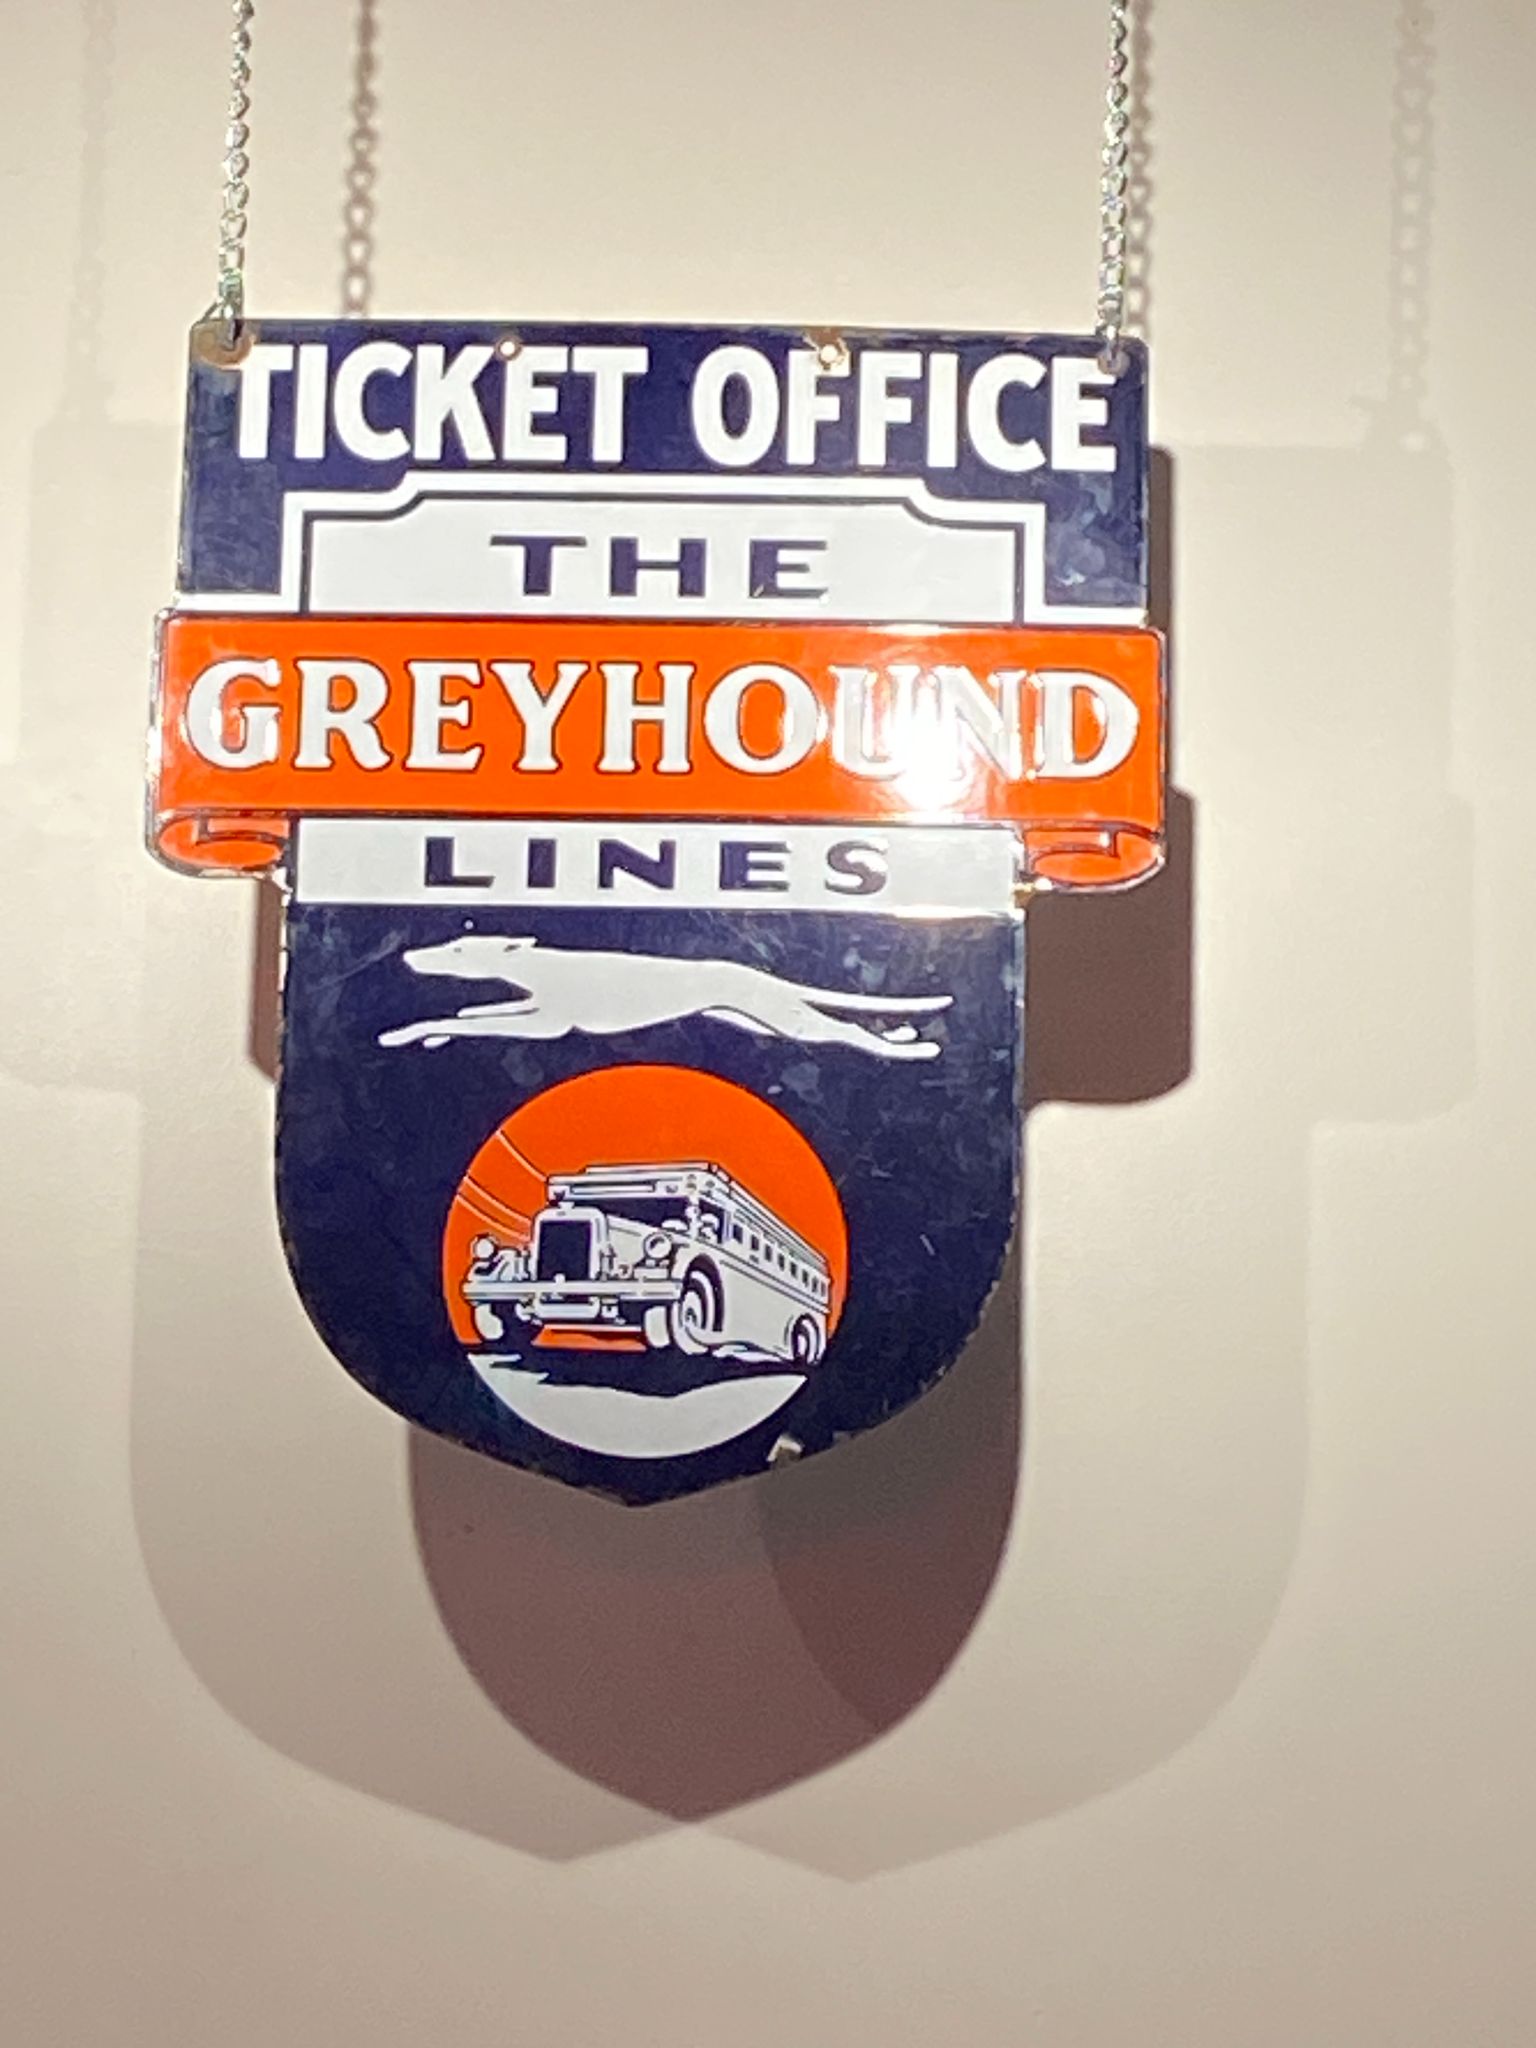 TICKET OFFICE
THE
GREYHOUND
LINES